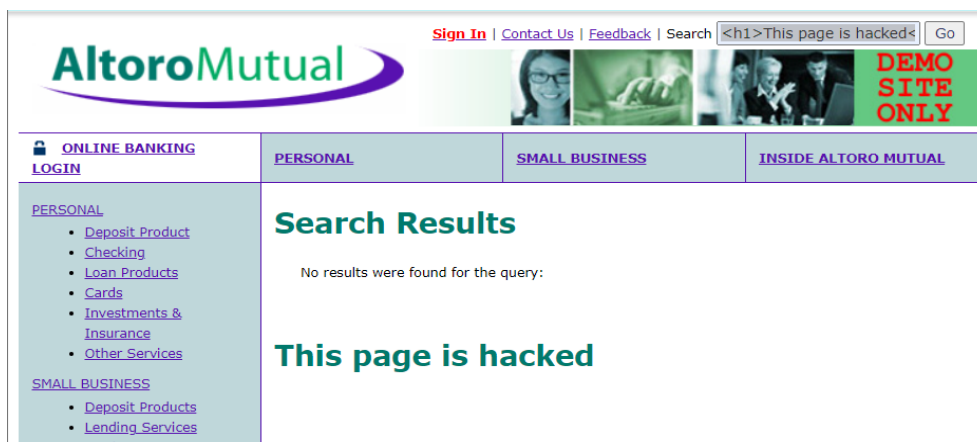 Sign In | Contact Us | Feedback | Search <h1>This page is hacked< Go
AltoroMutual
DEMO
SITE
ONLY
ONLINE BANKING
LOGIN
PERSONAL
SMALL BUSINESS
INSIDE ALTORO MUTUAL
PERSONAL
• Deposit Product
• Checking
• Loan Products
• Cards
• Investments &
Insurance
• Other Services
SMALL BUSINESS
• Deposit Products
• Lending Services
Search Results
No results were found for the query:
This page is hacked